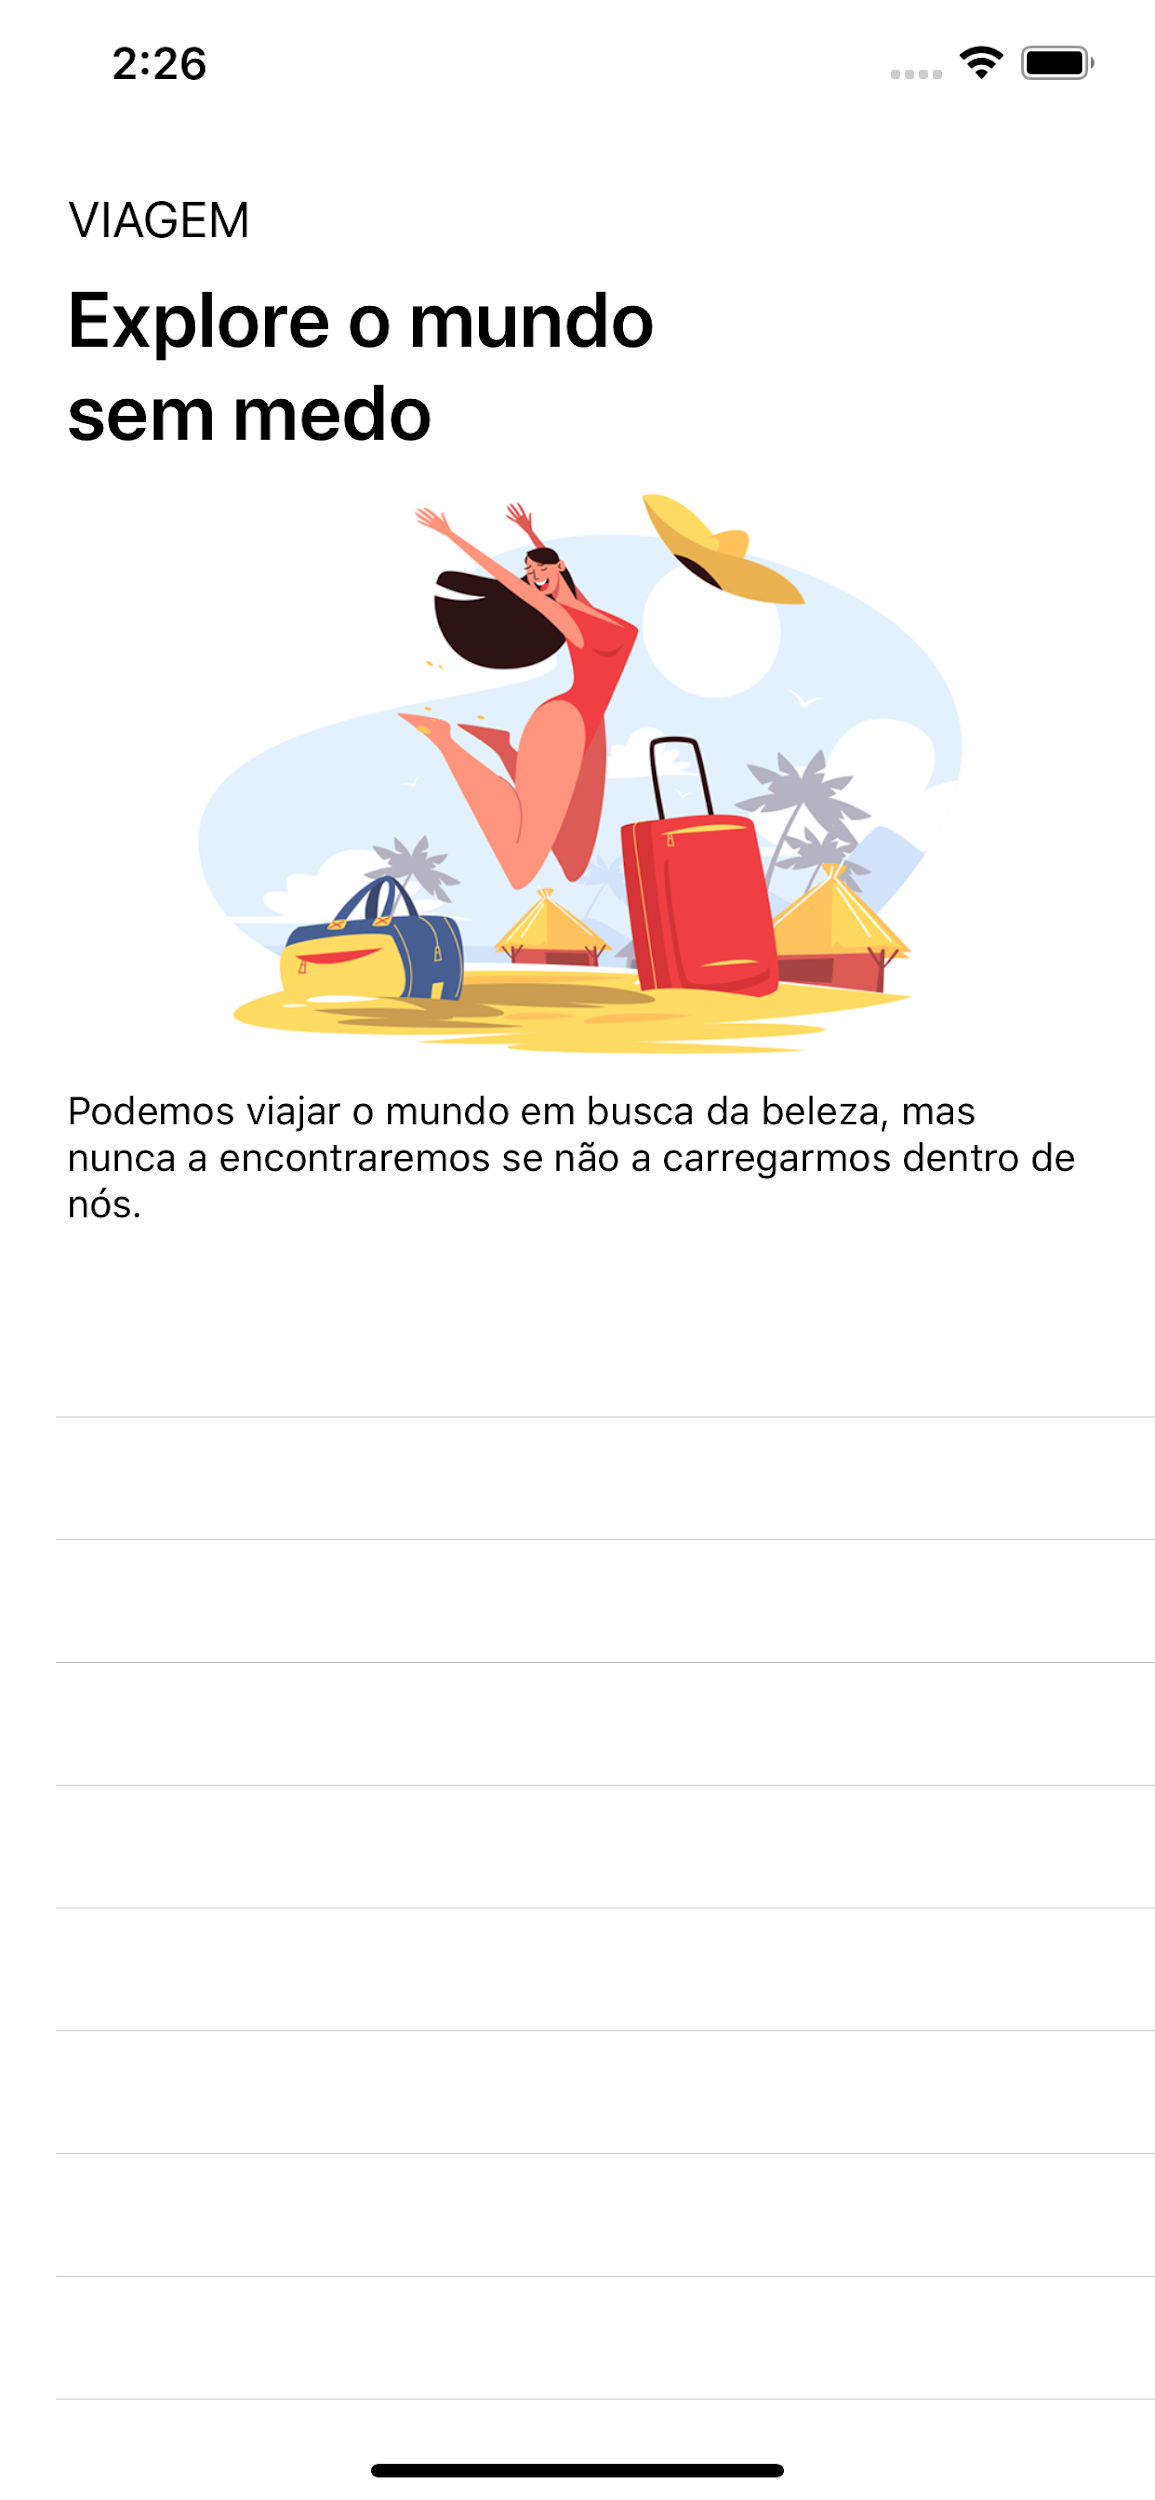 2:26
VIAGEM
Explore o mundo
sem medo
Podemos viajar o mundo em busca da beleza, mas
nunca a encontraremos se não a carregarmos dentro de
nós.